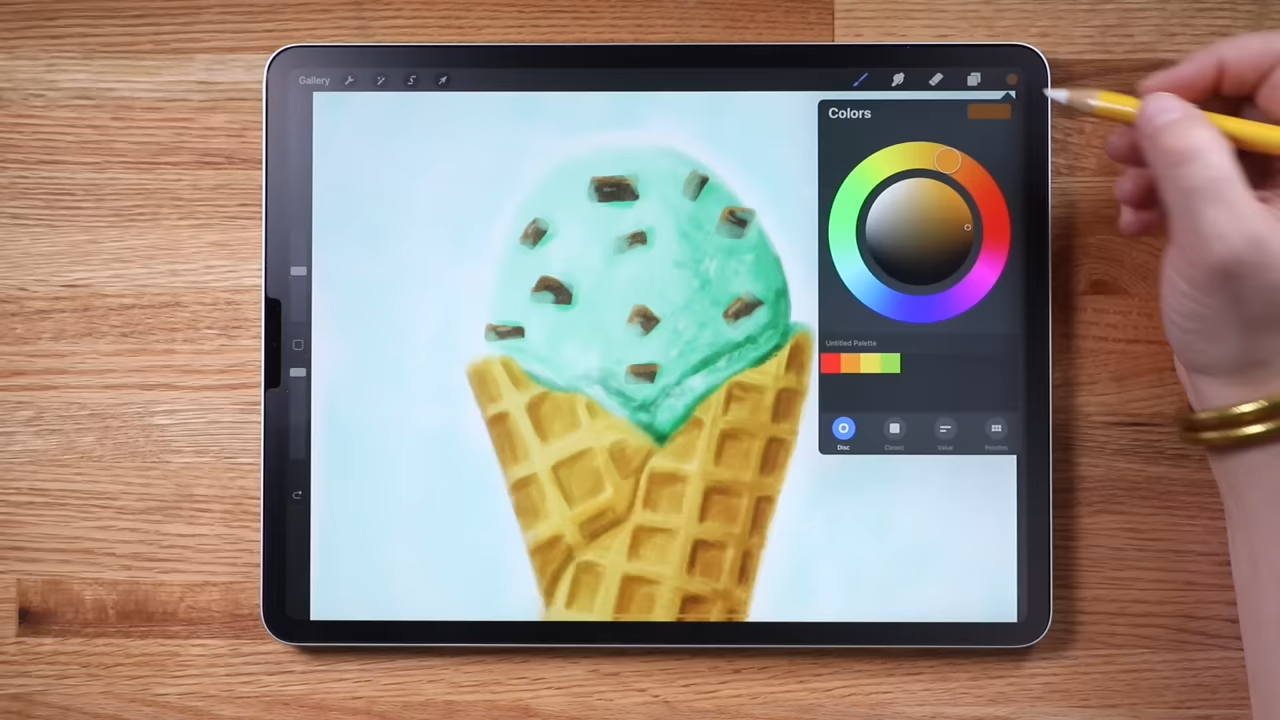 Gallery
Colors
Untitled Palette
Disc
Classic
Value
Palettes